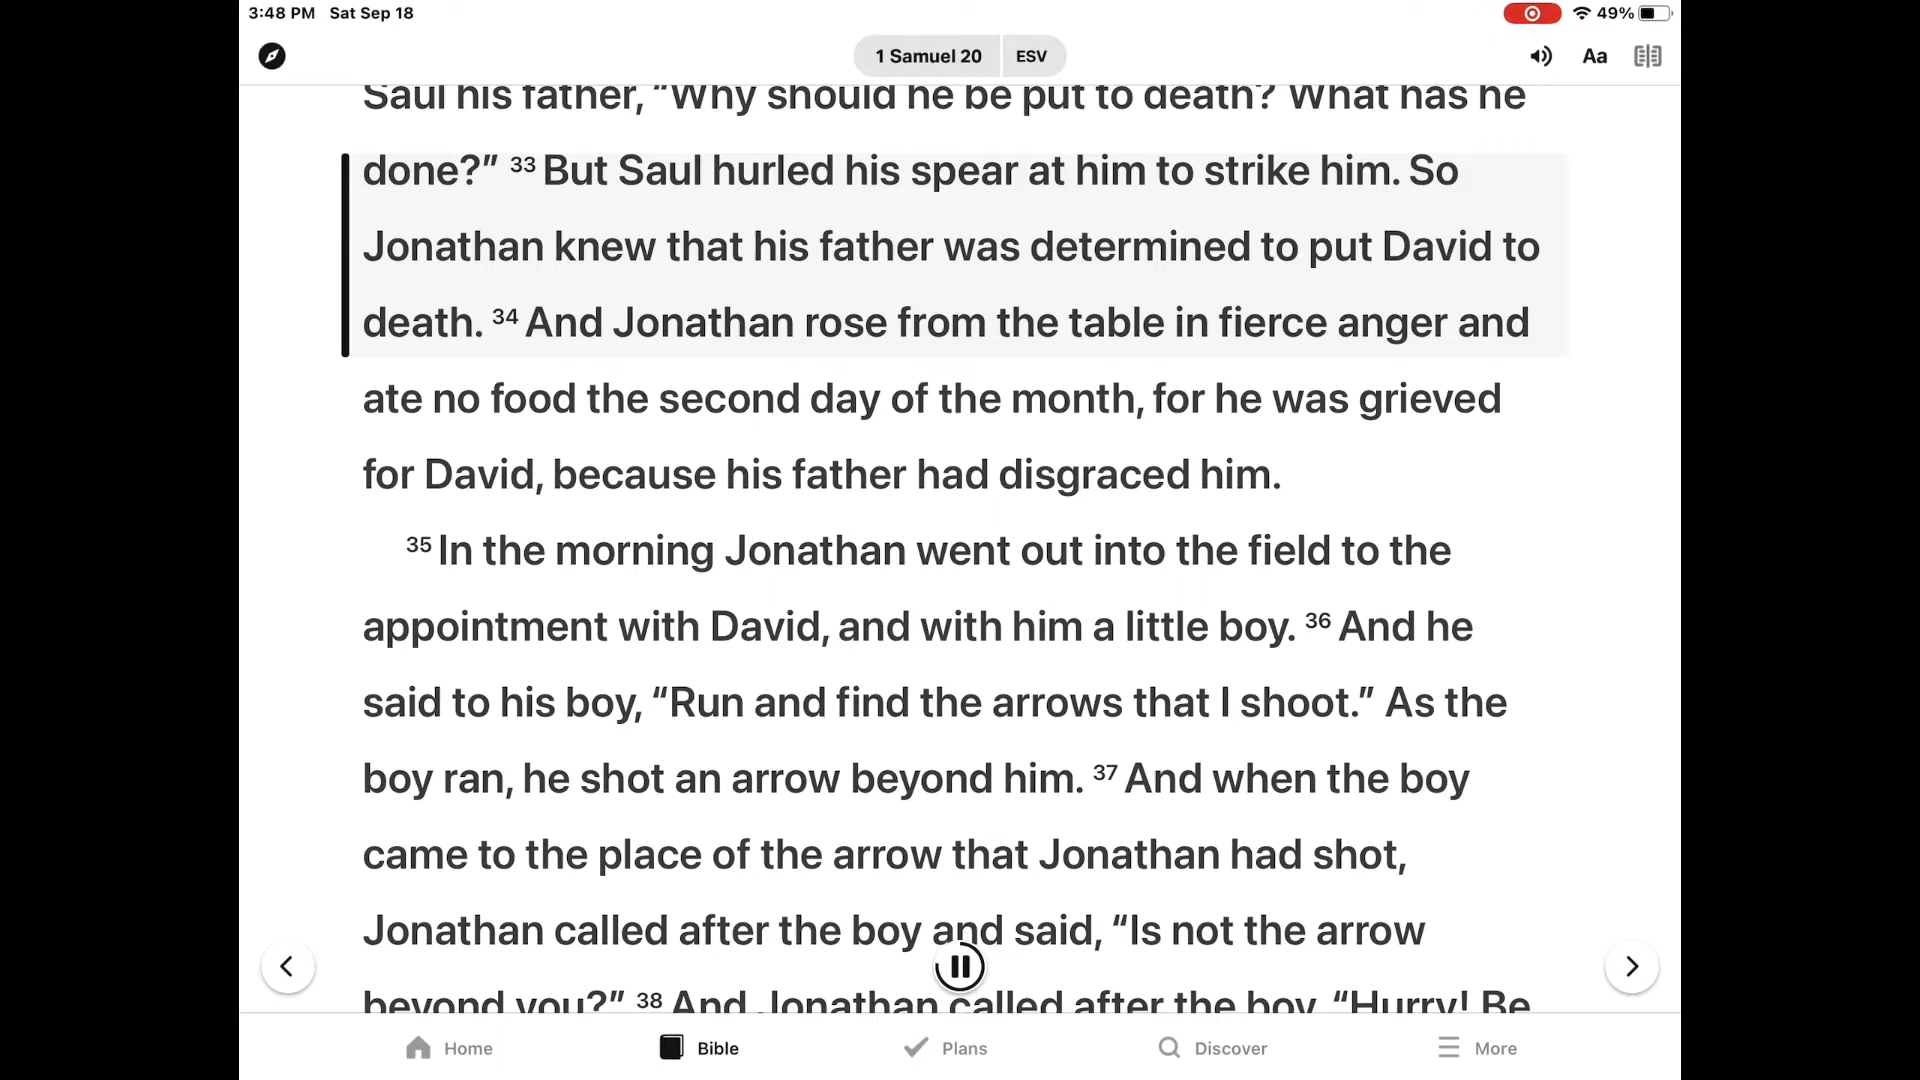 3:48 PM Sat Sep 18 49%
1 Samuel 20 ESV Aa
Saul his father, “Why should he be put to death? What has he
done?” 33 But Saul hurled his spear at him to strike him. So
Jonathan knew that his father was determined to put David to
death. 34 And Jonathan rose from the table in fierce anger and
ate no food the second day of the month, for he was grieved
for David, because his father had disgraced him.
35 In the morning Jonathan went out into the field to the
appointment with David, and with him a little boy. 36 And he
said to his boy, “Run and find the arrows that I shoot.” As the
boy ran, he shot an arrow beyond him. 37 And when the boy
came to the place of the arrow that Jonathan had shot,
Jonathan called after the boy and said, “Is not the arrow
beyond you?” 38 And Jonathan called after the boy, “Hurry! Be
Home Bible Plans Discover More